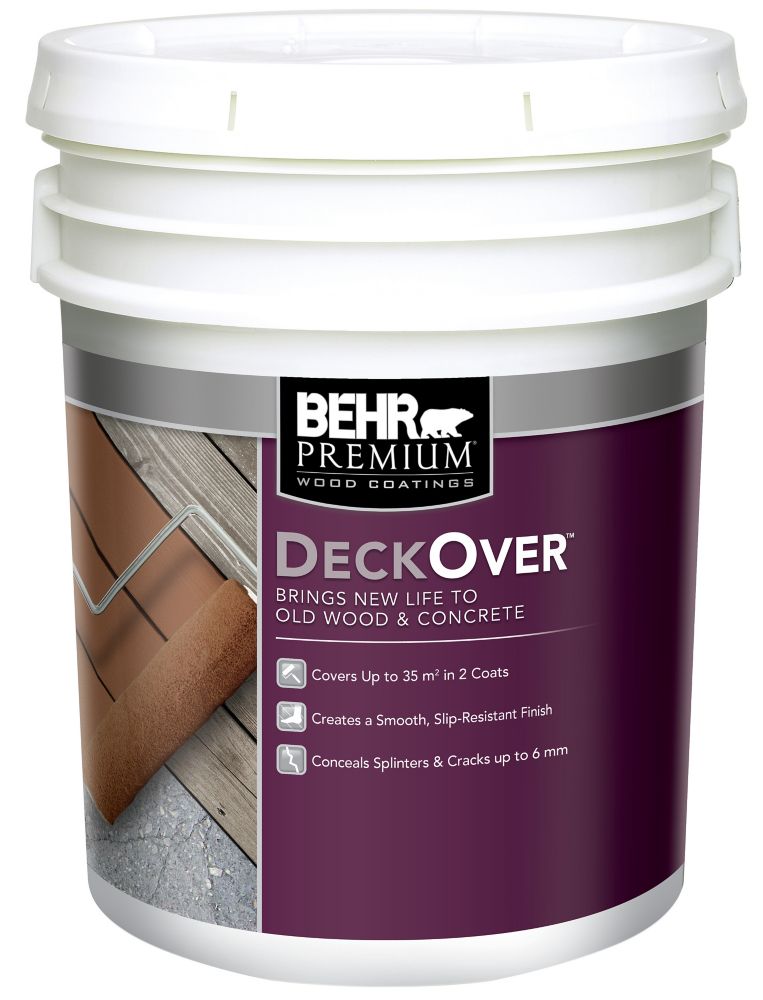 BEHR
PREMIUM®
WOOD COATINGS
DECKOVER™
BRINGS NEW LIFE TO
OLD WOOD & CONCRETE
Covers Up to 35 m² in 2 Coats
Creates a Smooth, Slip-Resistant Finish
Conceals Splinters & Cracks up to 6 mm